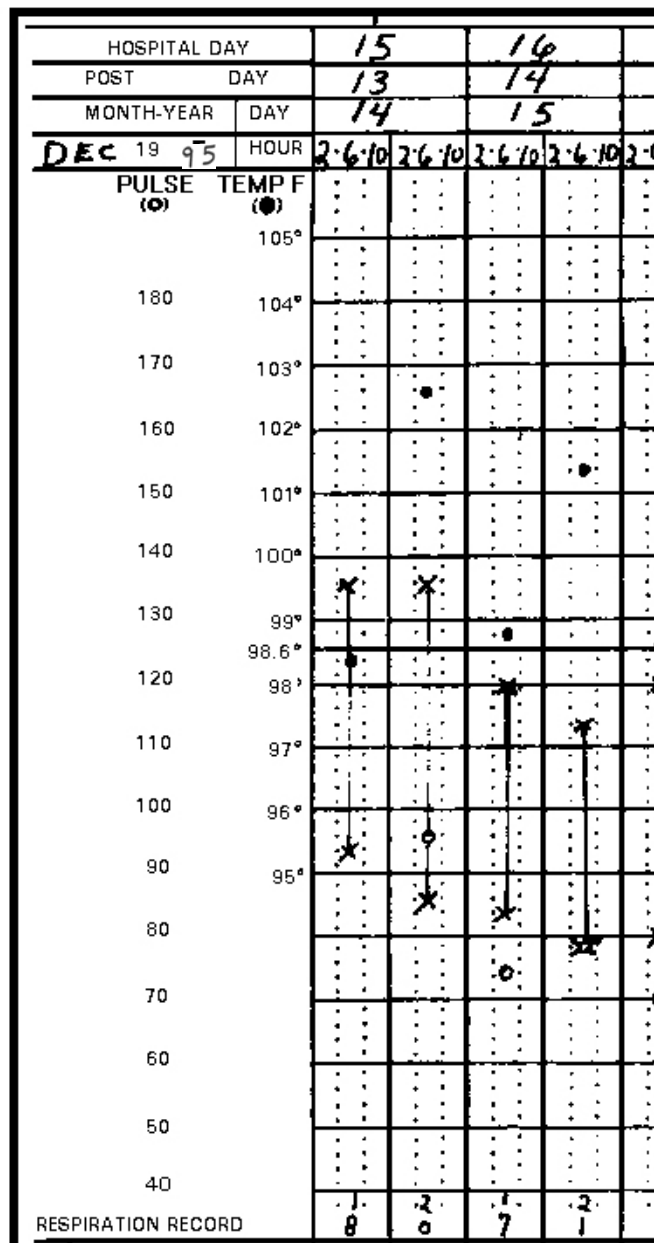 HOSPITAL DAY 15 16
POST DAY 13 14
MONTH-YEAR DAY 14 15
DEC 19 95 HOUR 2·6·10 2·6·10 2·6·10 2·6·10
PULSE TEMP F
(O) (●)
105°
180 104°
170 103°
160 102°
150 101°
140 100°
130 99°
98.6°
120 98°
110 97°
100 96°
90 95°
80
70
60
50
40
RESPIRATION RECORD 18 20 17 21